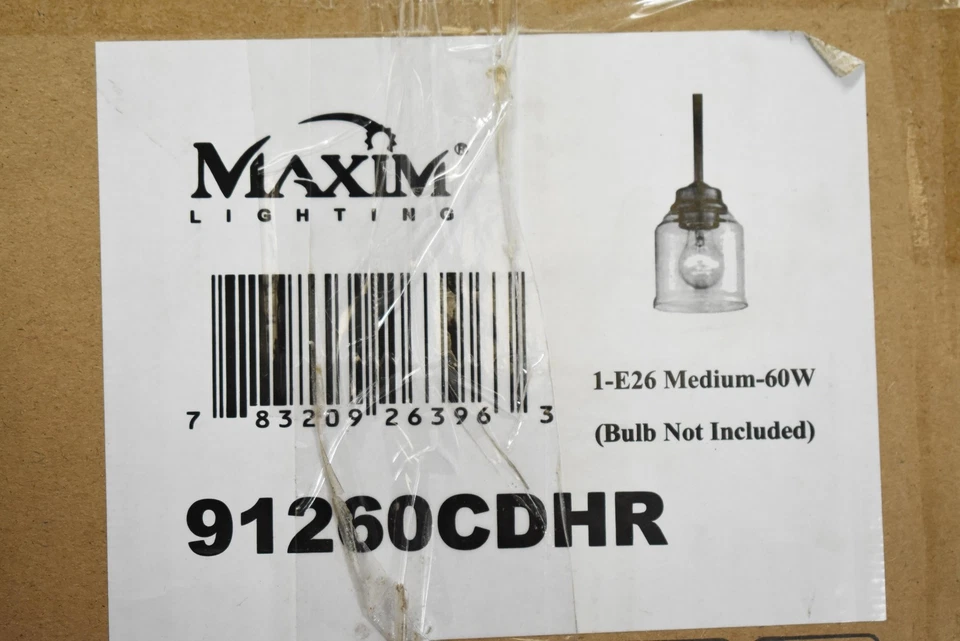 MAXIM®
LIGHTING
7 83209 26396 3
1-E26 Medium-60W
(Bulb Not Included)
91260CDHR